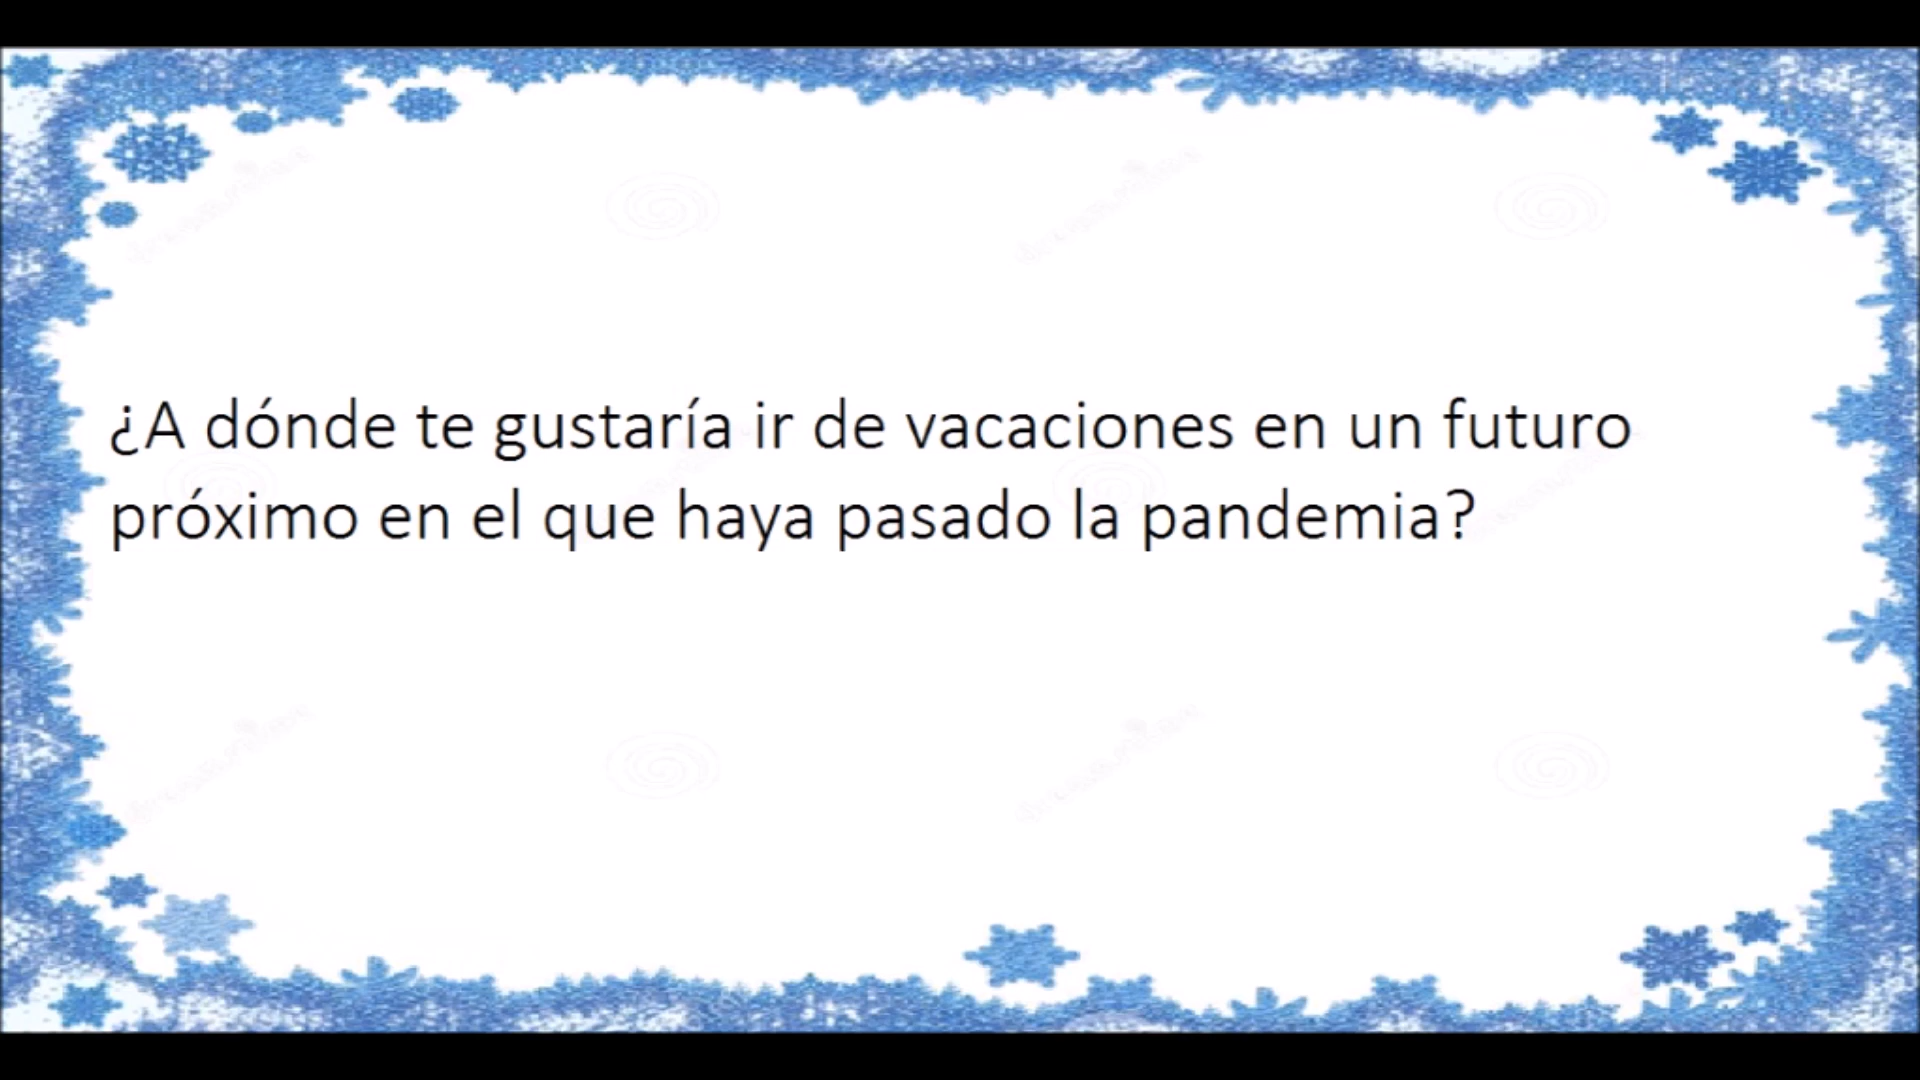 ¿A dónde te gustaría ir de vacaciones en un futuro
próximo en el que haya pasado la pandemia?